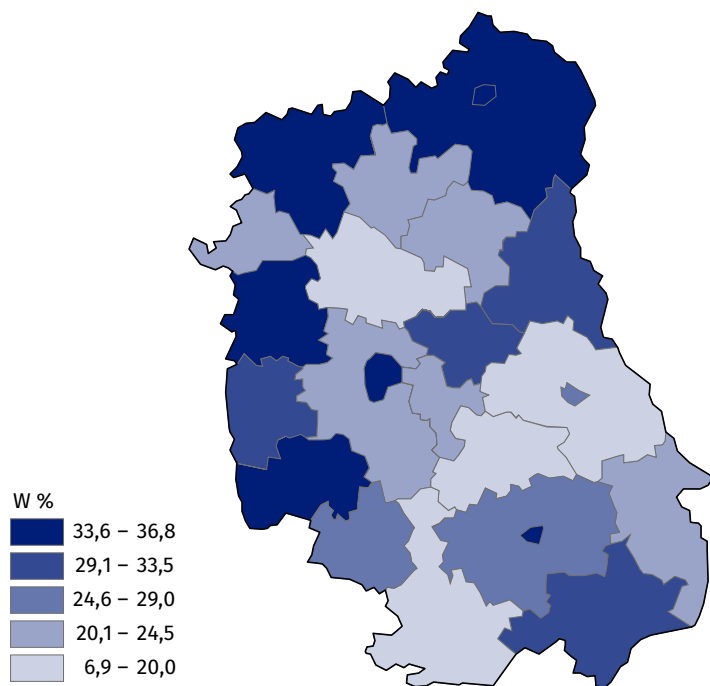 W %
33,6 – 36,8
29,1 – 33,5
24,6 – 29,0
20,1 – 24,5
6,9 – 20,0